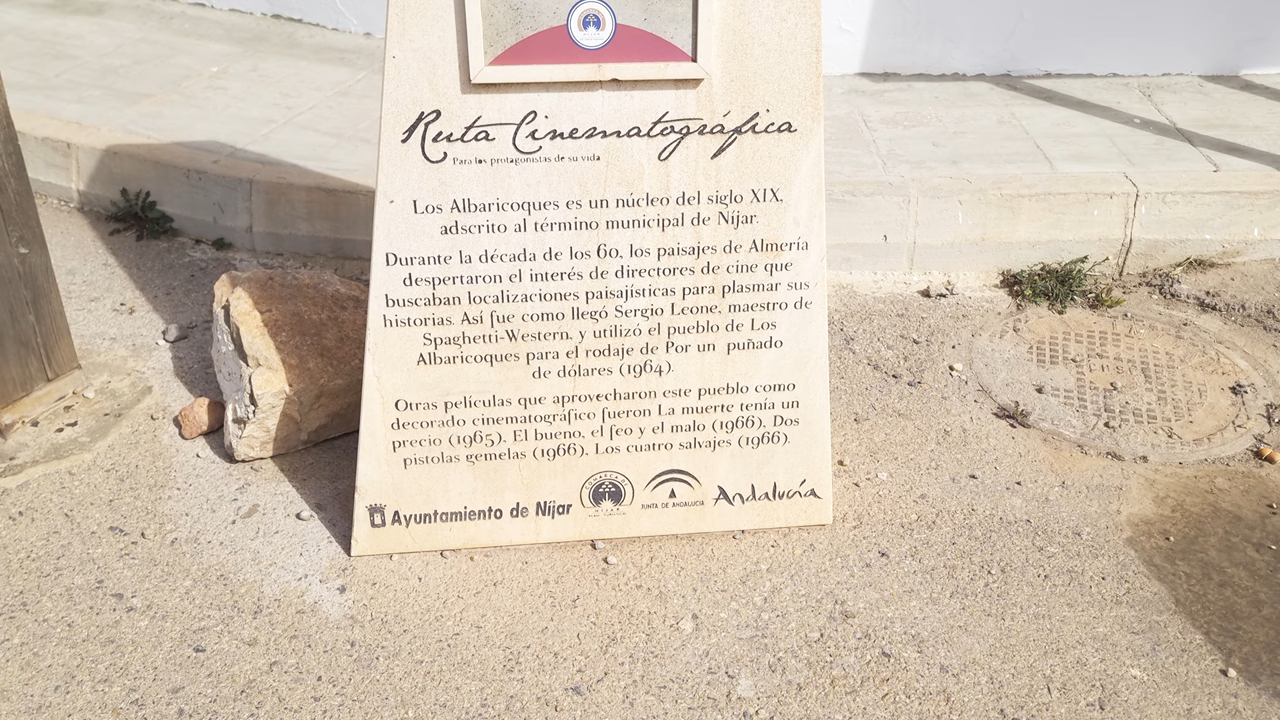 Ruta Cinematográfica
Para los protagonistas de su vida
Los Albaricoques es un núcleo del siglo XIX,
adscrito al término municipal de Níjar.
Durante la década de los 60, los paisajes de Almería
despertaron el interés de directores de cine que
buscaban localizaciones paisajísticas para plasmar sus
historias. Así fue como llegó Sergio Leone, maestro de
Spaghetti-Western, y utilizó el pueblo de Los
Albaricoques para el rodaje de Por un puñado
de dólares (1964).
Otras películas que aprovecharon este pueblo como
decorado cinematográfico fueron La muerte tenía un
precio (1965). El bueno, el feo y el malo (1966). Dos
pistolas gemelas (1966). Los cuatro salvajes (1966).
Ayuntamiento de Níjar
COMARCA DE
NIJAR
JUNTA DE ANDALUCIA
Andalucía